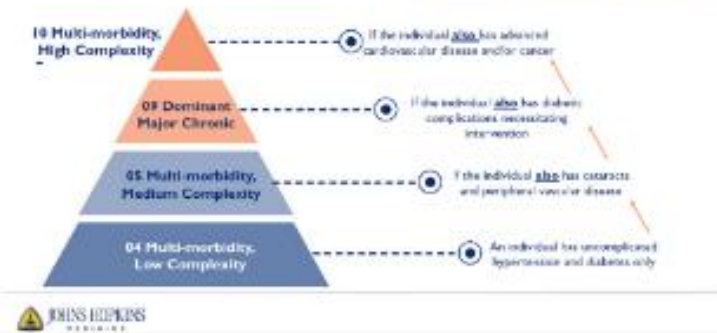 10 Multi-morbidity,
High Complexity
If the individual also has advanced
cardiovascular disease and/or cancer
09 Dominant
Major Chronic
If the individual also has diabetic
complications necessitating
intervention
05 Multi-morbidity,
Medium Complexity
If the individual also has cataracts
and peripheral vascular disease
04 Multi-morbidity,
Low Complexity
An individual has uncomplicated
hypertension and diabetes only
JOHNS HOPKINS
MEDICINE